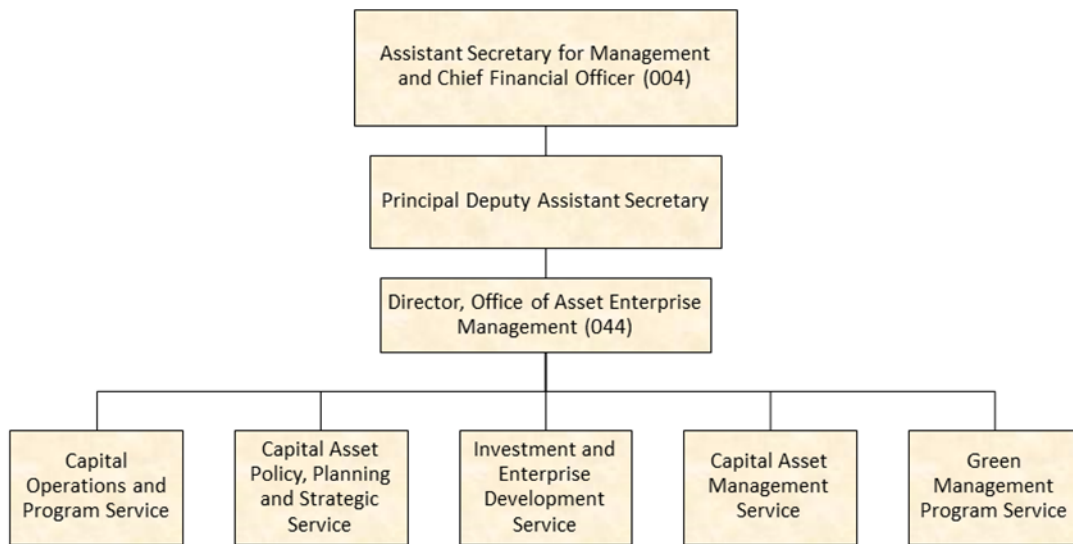 Assistant Secretary for Management
and Chief Financial Officer (004)
Principal Deputy Assistant Secretary
Director, Office of Asset Enterprise
Management (044)
Capital
Operations and
Program Service
Capital Asset
Policy, Planning
and Strategic
Service
Investment and
Enterprise
Development
Service
Capital Asset
Management
Service
Green
Management
Program Service